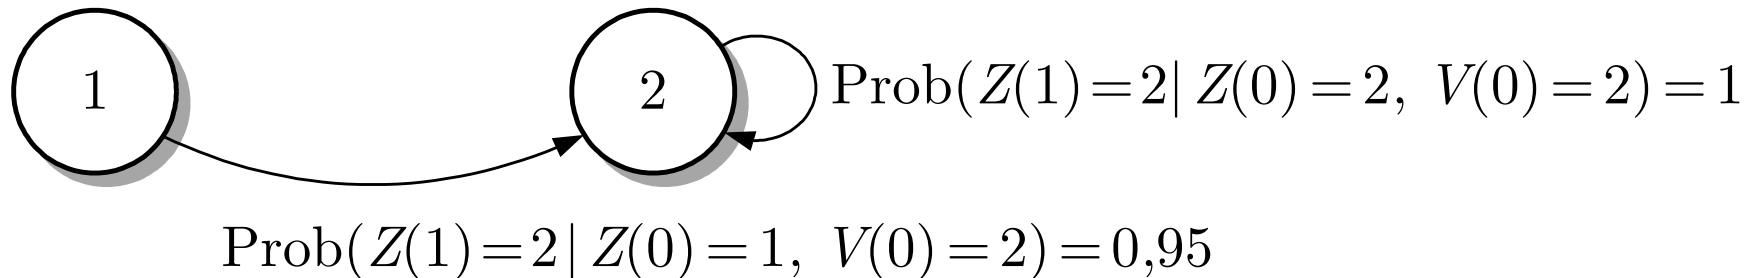 1 2 Prob(Z(1)=2| Z(0)=2, V(0)=2)=1
Prob(Z(1)=2| Z(0)=1, V(0)=2)=0,95